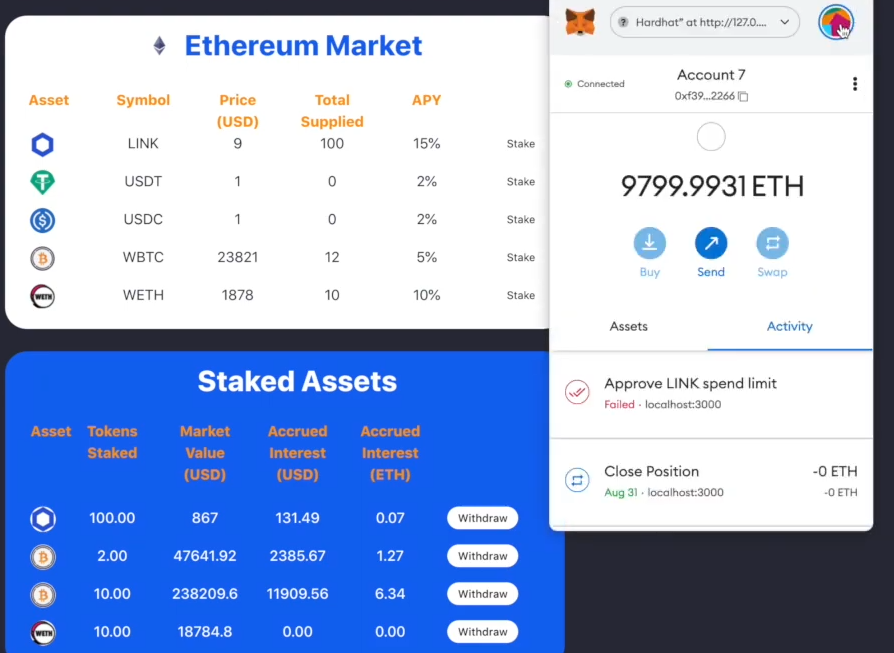 Ethereum Market
Asset Symbol Price (USD) Total Supplied APY
LINK 9 100 15% Stake
USDT 1 0 2% Stake
USDC 1 0 2% Stake
WBTC 23821 12 5% Stake
WETH WETH 1878 10 10% Stake
Staked Assets
Asset Tokens Staked Market Value (USD) Accrued Interest (USD) Accrued Interest (ETH)
100.00 867 131.49 0.07 Withdraw
2.00 47641.92 2385.67 1.27 Withdraw
10.00 238209.6 11909.56 6.34 Withdraw
WETH 10.00 18784.8 0.00 0.00 Withdraw
? Hardhat" at http://127.0....
Connected
Account 7
0xf39...2266
9799.9931 ETH
Buy Send Swap
Assets Activity
Approve LINK spend limit
Failed · localhost:3000
Close Position -0 ETH
Aug 31 · localhost:3000 -0 ETH